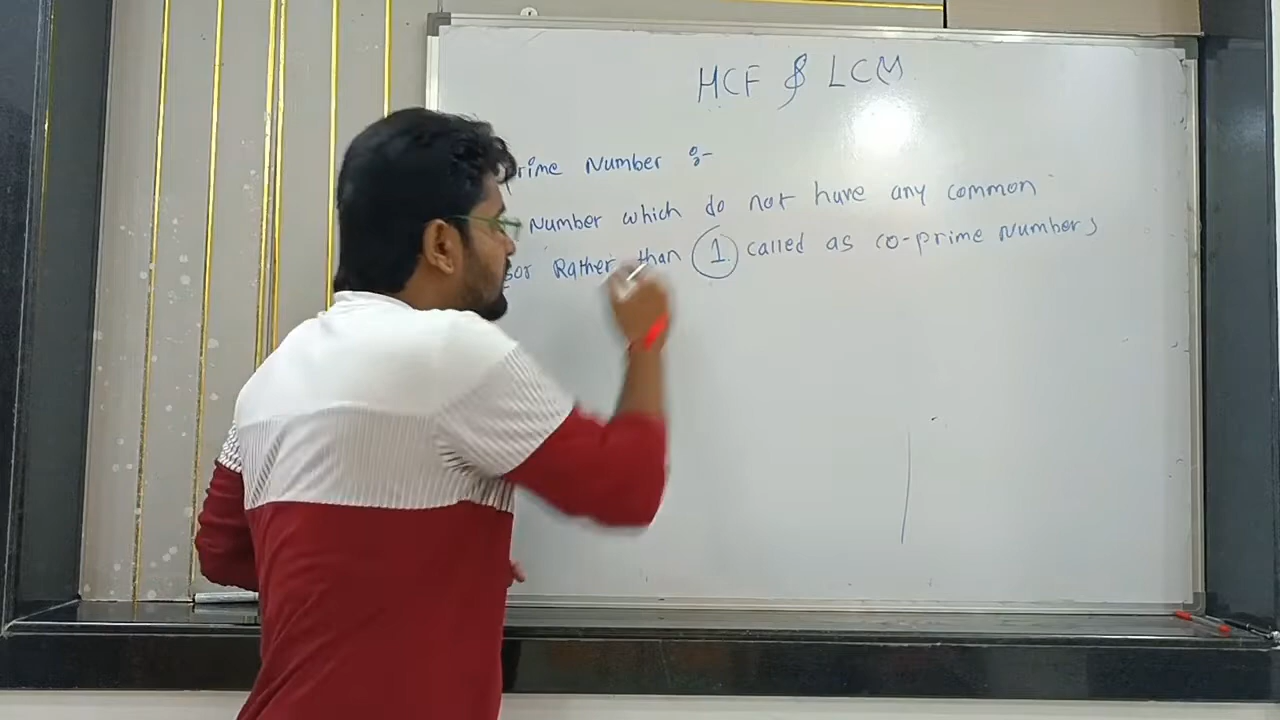 HCF & LCM
prime Number :-
Number which do not have any common
sor Rather than 1 called as co-prime Numbers